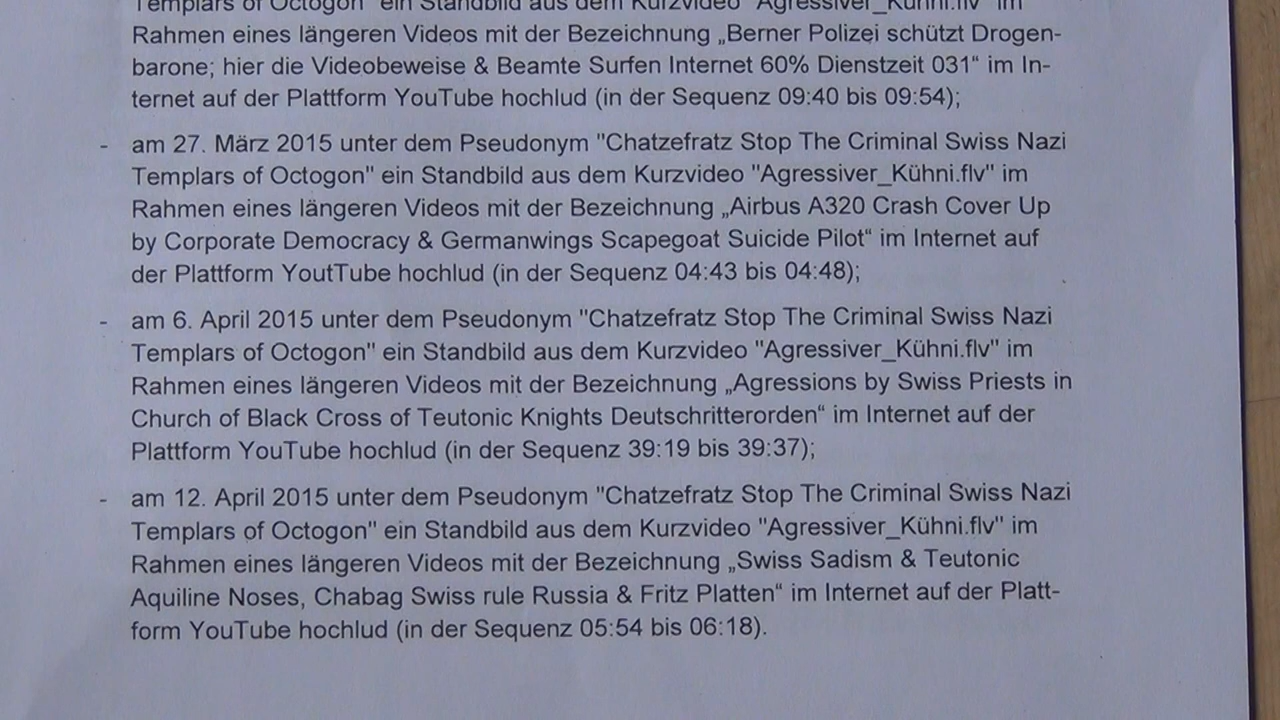 Templars of Octogon" ein Standbild aus dem Kurzvideo "Agressiver_Kühni.flv" im
Rahmen eines längeren Videos mit der Bezeichnung „Berner Polizei schützt Drogen-
barone; hier die Videobeweise & Beamte Surfen Internet 60% Dienstzeit 031“ im In-
ternet auf der Plattform YouTube hochlud (in der Sequenz 09:40 bis 09:54);
- am 27. März 2015 unter dem Pseudonym "Chatzefratz Stop The Criminal Swiss Nazi
Templars of Octogon" ein Standbild aus dem Kurzvideo "Agressiver_Kühni.flv" im
Rahmen eines längeren Videos mit der Bezeichnung „Airbus A320 Crash Cover Up
by Corporate Democracy & Germanwings Scapegoat Suicide Pilot“ im Internet auf
der Plattform YoutTube hochlud (in der Sequenz 04:43 bis 04:48);
- am 6. April 2015 unter dem Pseudonym "Chatzefratz Stop The Criminal Swiss Nazi
Templars of Octogon" ein Standbild aus dem Kurzvideo "Agressiver_Kühni.flv" im
Rahmen eines längeren Videos mit der Bezeichnung „Agressions by Swiss Priests in
Church of Black Cross of Teutonic Knights Deutschritterorden“ im Internet auf der
Plattform YouTube hochlud (in der Sequenz 39:19 bis 39:37);
- am 12. April 2015 unter dem Pseudonym "Chatzefratz Stop The Criminal Swiss Nazi
Templars of Octogon" ein Standbild aus dem Kurzvideo "Agressiver_Kühni.flv" im
Rahmen eines längeren Videos mit der Bezeichnung „Swiss Sadism & Teutonic
Aquiline Noses, Chabag Swiss rule Russia & Fritz Platten“ im Internet auf der Platt-
form YouTube hochlud (in der Sequenz 05:54 bis 06:18).